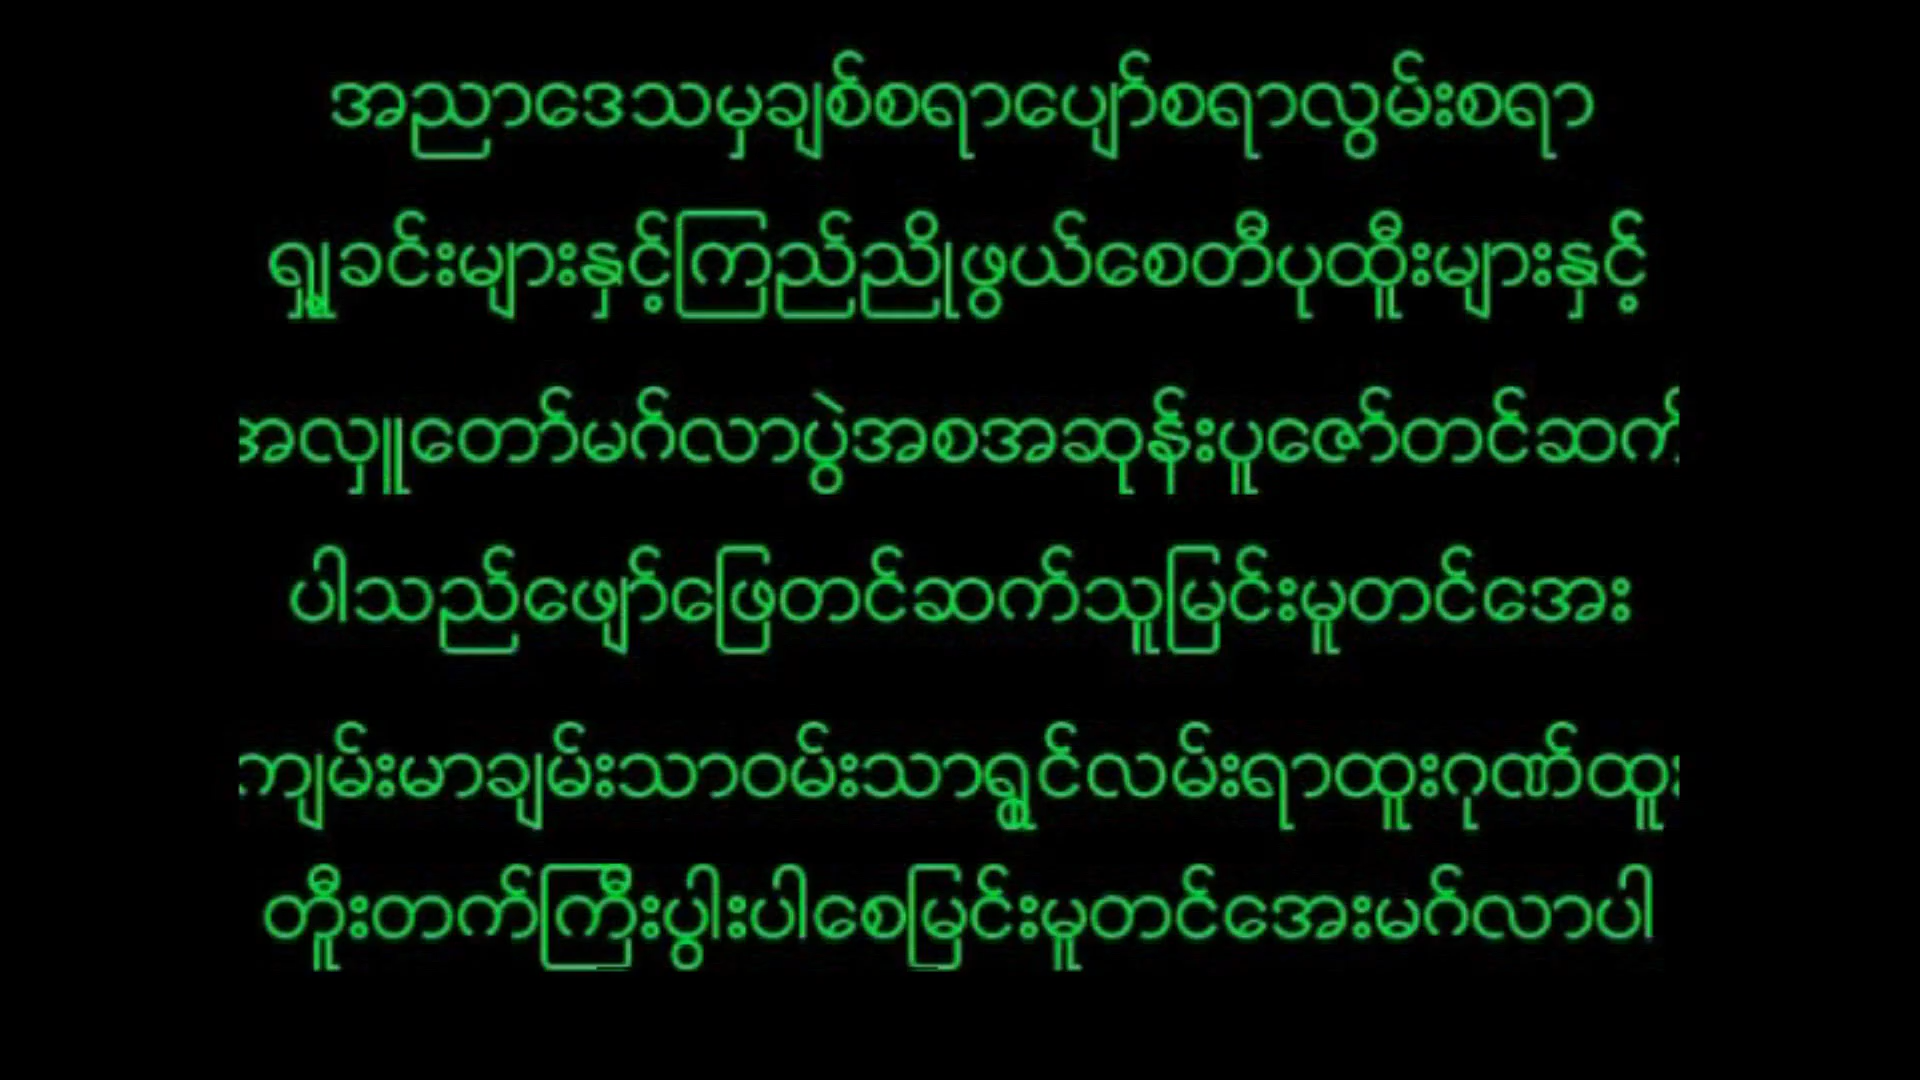 အညာဒေသမှချစ်စရာပျော်စရာလွမ်းစရာ
ရှုခင်းများနှင့်ကြည်ညိုဖွယ်စေတီပုထိူးများနှင့်
အလှူတော်မဂ်လာပွဲအစအဆုန်းပူဇော်တင်ဆက်
ပါသည်ဖျော်ဖြေတင်ဆက်သူမြင်းမူတင်အေး
ကျမ်းမာချမ်းသာဝမ်းသာရွှင်လမ်းရာထူးဂုဏ်ထူး
တိူးတက်ကြီးပွါးပါစေမြင်းမူတင်အေးမဂ်လာပါ